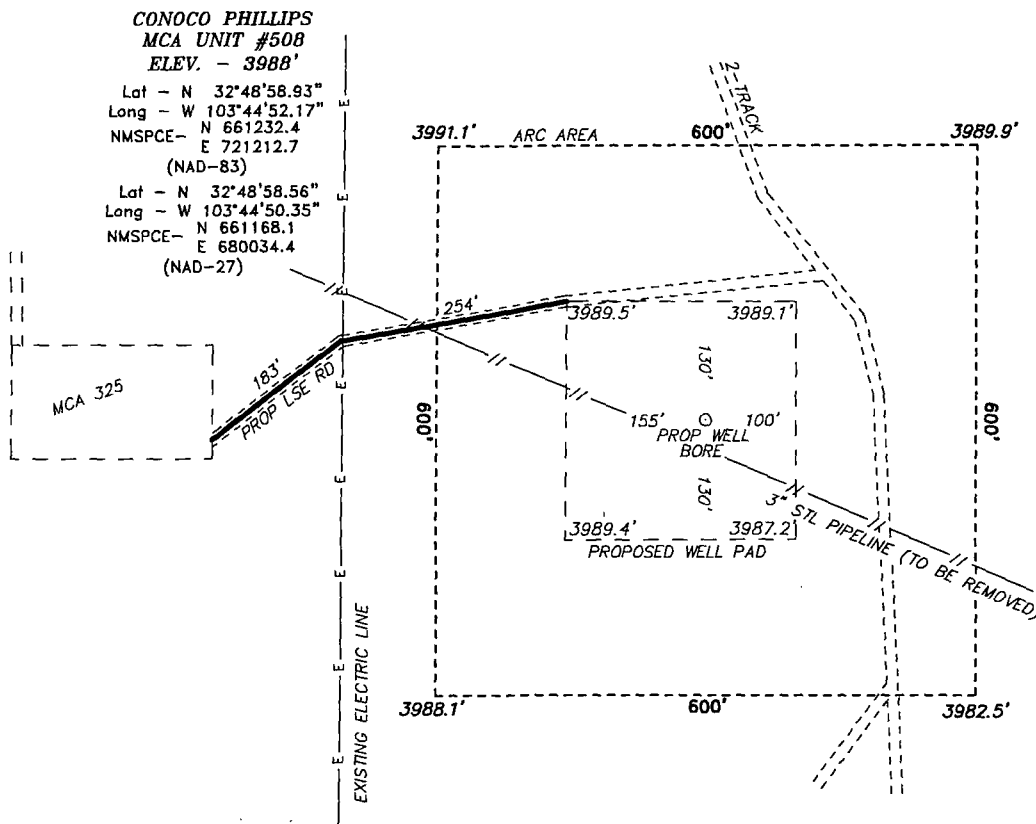 CONOCO PHILLIPS
MCA UNIT #508
ELEV. - 3988'
Lat - N 32°48'58.93"
Long - W 103°44'52.17"
NMSPCE- N 661232.4
E 721212.7
(NAD-83)
Lat - N 32°48'58.56"
Long - W 103°44'50.35"
NMSPCE- N 661168.1
E 680034.4
(NAD-27)
E
E
E
E
E
E
E
E
E
3991.1'
ARC AREA
600'
3989.9'
2-TRACK
254'
3989.5'
3989.1'
183'
PROP LSE RD
MCA 325
600'
130'
155'
100'
PROP WELL
BORE
130'
600'
3" STL PIPELINE (TO BE REMOVED)
3989.4'
3987.2'
PROPOSED WELL PAD
EXISTING ELECTRIC LINE
3988.1'
600'
3982.5'